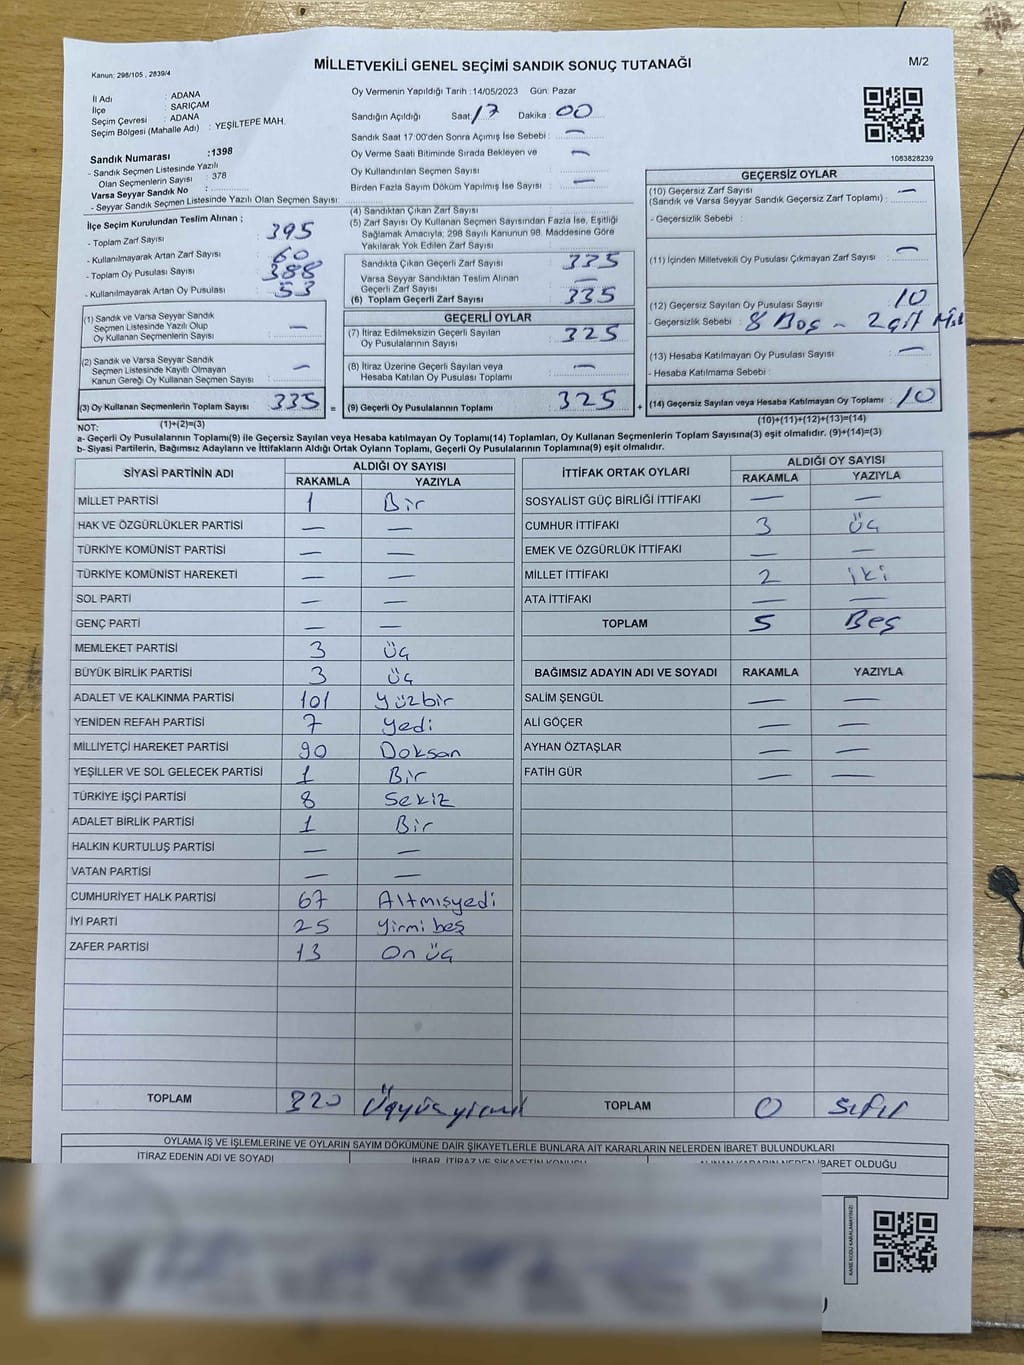 MİLLETVEKİLİ GENEL SEÇİMİ SANDIK SONUÇ TUTANAĞI
M/2
Kanun; 298/105 , 2839/4
İl Adı : ADANA
İlçe : SARIÇAM
Seçim Çevresi : ADANA
Seçim Bölgesi (Mahalle Adı) : YEŞİLTEPE MAH.
Sandık Numarası :1398
- Sandık Seçmen Listesinde Yazılı
Olan Seçmenlerin Sayısı : 378
Varsa Seyyar Sandık No :
- Seyyar Sandık Seçmen Listesinde Yazılı Olan Seçmen Sayısı:
Oy Vermenin Yapıldığı Tarih :14/05/2023 Gün: Pazar
Sandığın Açıldığı Saat: 17 Dakika: 00
Sandık Saat 17:00'den Sonra Açımış İse Sebebi : —
Oy Verme Saati Bitiminde Sırada Bekleyen ve —
Oy Kullandırılan Seçmen Sayısı :
Birden Fazla Sayım Döküm Yapılmış İse Sayısı : —
1083828239
İlçe Seçim Kurulundan Teslim Alınan ;
- Toplam Zarf Sayısı : 395
- Kullanılmayarak Artan Zarf Sayısı : 60
- Toplam Oy Pusulası Sayısı : 388
- Kullanılmayarak Artan Oy Pusulası : 53
(1) Sandık ve Varsa Seyyar Sandık
Seçmen Listesinde Yazılı Olup
Oy Kullanan Seçmenlerin Sayısı : —
(2) Sandık ve Varsa Seyyar Sandık
Seçmen Listesinde Kayıtlı Olmayan
Kanun Gereği Oy Kullanan Seçmen Sayısı : —
(3) Oy Kullanan Seçmenlerin Toplam Sayısı : 335 =
(1)+(2)=(3)
(4) Sandıktan Çıkan Zarf Sayısı :
(5) Zarf Sayısı Oy Kullanan Seçmen Sayısından Fazla İse, Eşitliği
Sağlamak Amacıyla; 298 Sayılı Kanunun 98. Maddesine Göre
Yakılarak Yok Edilen Zarf Sayısı :
Sandıkta Çıkan Geçerli Zarf Sayısı : 335
Varsa Seyyar Sandıktan Teslim Alınan
Geçerli Zarf Sayısı : —
(6) Toplam Geçerli Zarf Sayısı : 335
GEÇERLİ OYLAR
(7) İtiraz Edilmeksizin Geçerli Sayılan
Oy Pusulalarının Sayısı : 325
(8) İtiraz Üzerine Geçerli Sayılan veya
Hesaba Katılan Oy Pusulası Toplamı : —
(9) Geçerli Oy Pusulalarının Toplamı : 325 +
GEÇERSİZ OYLAR
(10) Geçersiz Zarf Sayısı —
(Sandık ve Varsa Seyyar Sandık Geçersiz Zarf Toplamı) :
- Geçersizlik Sebebi :
(11) İçinden Milletvekili Oy Pusulası Çıkmayan Zarf Sayısı : —
(12) Geçersiz Sayılan Oy Pusulası Sayısı : 10
- Geçersizlik Sebebi : 8 Boş - 2 çift
(13) Hesaba Katılmayan Oy Pusulası Sayısı : —
- Hesaba Katılmama Sebebi :
(14) Geçersiz Sayılan veya Hesaba Katılmayan Oy Toplamı : 10
(10)+(11)+(12)+(13)=(14)
NOT:
a- Geçerli Oy Pusulalarının Toplamı(9) ile Geçersiz Sayılan veya Hesaba katılmayan Oy Toplamı(14) Toplamları, Oy Kullanan Seçmenlerin Toplam Sayısına(3) eşit olmalıdır. (9)+(14)=(3)
b- Siyasi Partilerin, Bağımsız Adayların ve İttifakların Aldığı Ortak Oyların Toplamı, Geçerli Oy Pusulalarının Toplamına(9) eşit olmalıdır.
SİYASİ PARTİNİN ADI ALDIĞI OY SAYISI
RAKAMLA YAZIYLA
MİLLET PARTİSİ 1 Bir
HAK VE ÖZGÜRLÜKLER PARTİSİ — —
TÜRKİYE KOMÜNİST PARTİSİ — —
TÜRKİYE KOMÜNİST HAREKETİ — —
SOL PARTİ — —
GENÇ PARTİ — —
MEMLEKET PARTİSİ 3 Üç
BÜYÜK BİRLİK PARTİSİ 3 Üç
ADALET VE KALKINMA PARTİSİ 101 Yüzbir
YENİDEN REFAH PARTİSİ 7 Yedi
MİLLİYETÇİ HAREKET PARTİSİ 90 Doksan
YEŞİLLER VE SOL GELECEK PARTİSİ 1 Bir
TÜRKİYE İŞÇİ PARTİSİ 8 Sekiz
ADALET BİRLİK PARTİSİ 1 Bir
HALKIN KURTULUŞ PARTİSİ — —
VATAN PARTİSİ — —
CUMHURİYET HALK PARTİSİ 67 Altmışyedi
İYİ PARTİ 25 Yirmi beş
ZAFER PARTİSİ 13 On üç
TOPLAM 320 Üçyüzyirmi
İTTİFAK ORTAK OYLARI ALDIĞI OY SAYISI
RAKAMLA YAZIYLA
SOSYALİST GÜÇ BİRLİĞİ İTTİFAKI — —
CUMHUR İTTİFAKI 3 Üç
EMEK VE ÖZGÜRLÜK İTTİFAKI — —
MİLLET İTTİFAKI 2 İki
ATA İTTİFAKI — —
TOPLAM 5 Beş
BAĞIMSIZ ADAYIN ADI VE SOYADI RAKAMLA YAZIYLA
SALİM ŞENGÜL — —
ALİ GÖÇER — —
AYHAN ÖZTAŞLAR — —
FATİH GÜR — —
TOPLAM 0 Sıfır
OYLAMA İŞ VE İŞLEMLERİNE VE OYLARIN SAYIM DÖKÜMÜNE DAİR ŞİKAYETLERLE BUNLARA AİT KARARLARIN NELERDEN İBARET BULUNDUKLARI
İTİRAZ EDENİN ADI VE SOYADI İHBAR, İTİRAZ VE ŞİKAYETİN KONUSU ALINAN KARARIN NEDEN İBARET OLDUĞU
KARE KODU KARALAMAYINIZ!